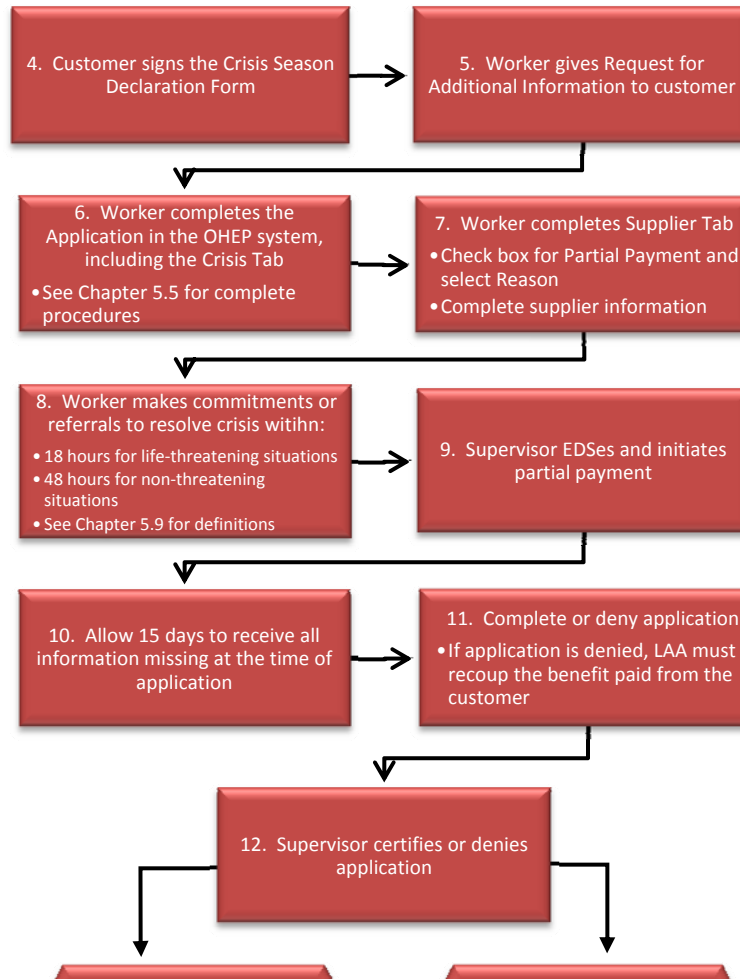 4. Customer signs the Crisis Season
Declaration Form
5. Worker gives Request for
Additional Information to customer
6. Worker completes the
Application in the OHEP system,
including the Crisis Tab
•See Chapter 5.5 for complete
procedures
7. Worker completes Supplier Tab
•Check box for Partial Payment and
select Reason
•Complete supplier information
8. Worker makes commitments or
referrals to resolve crisis witihn:
• 18 hours for life-threatening situations
• 48 hours for non-threatening
situations
• See Chapter 5.9 for definitions
9. Supervisor EDSes and initiates
partial payment
10. Allow 15 days to receive all
information missing at the time of
application
11. Complete or deny application
•If application is denied, LAA must
recoup the benefit paid from the
customer
12. Supervisor certifies or denies
application